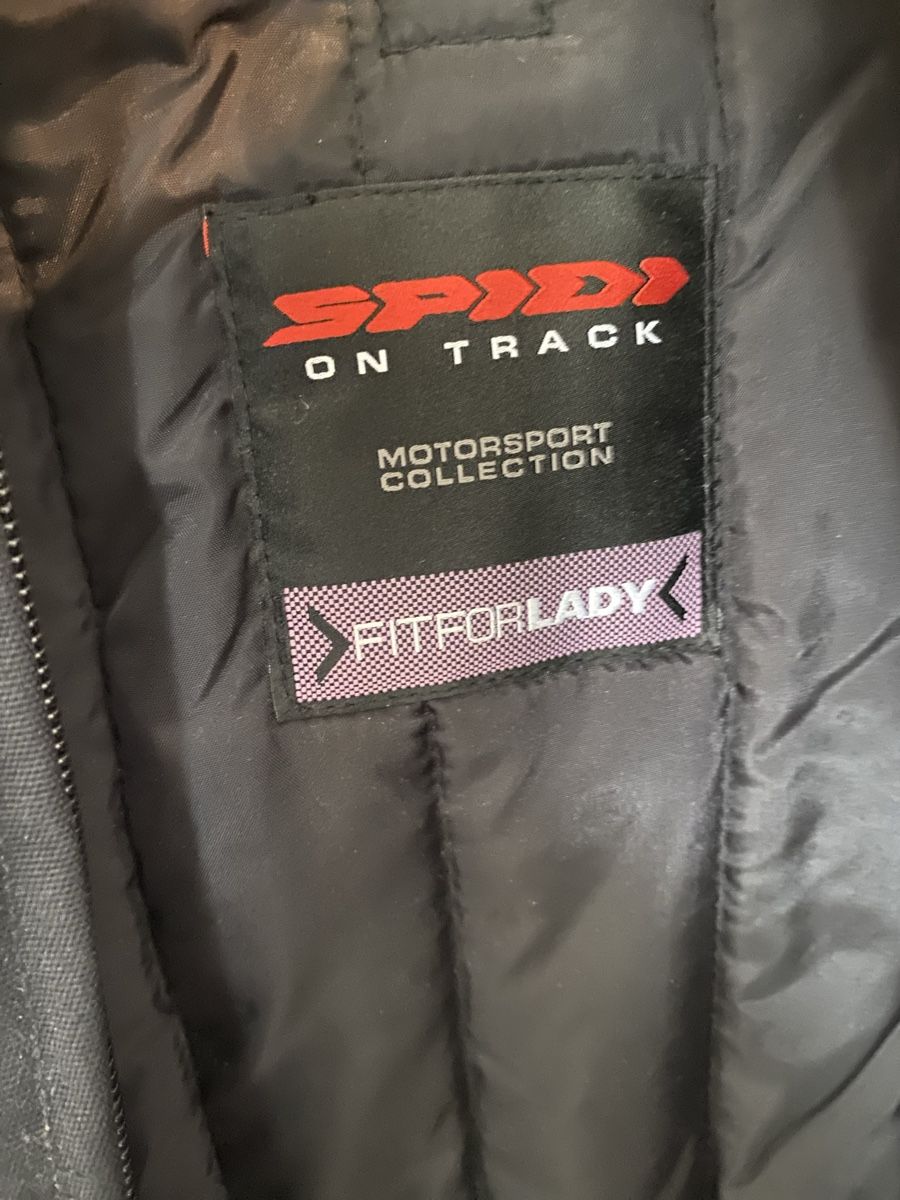 SPIDI
ON TRACK
MOTORSPORT
COLLECTION
FITFORLADY